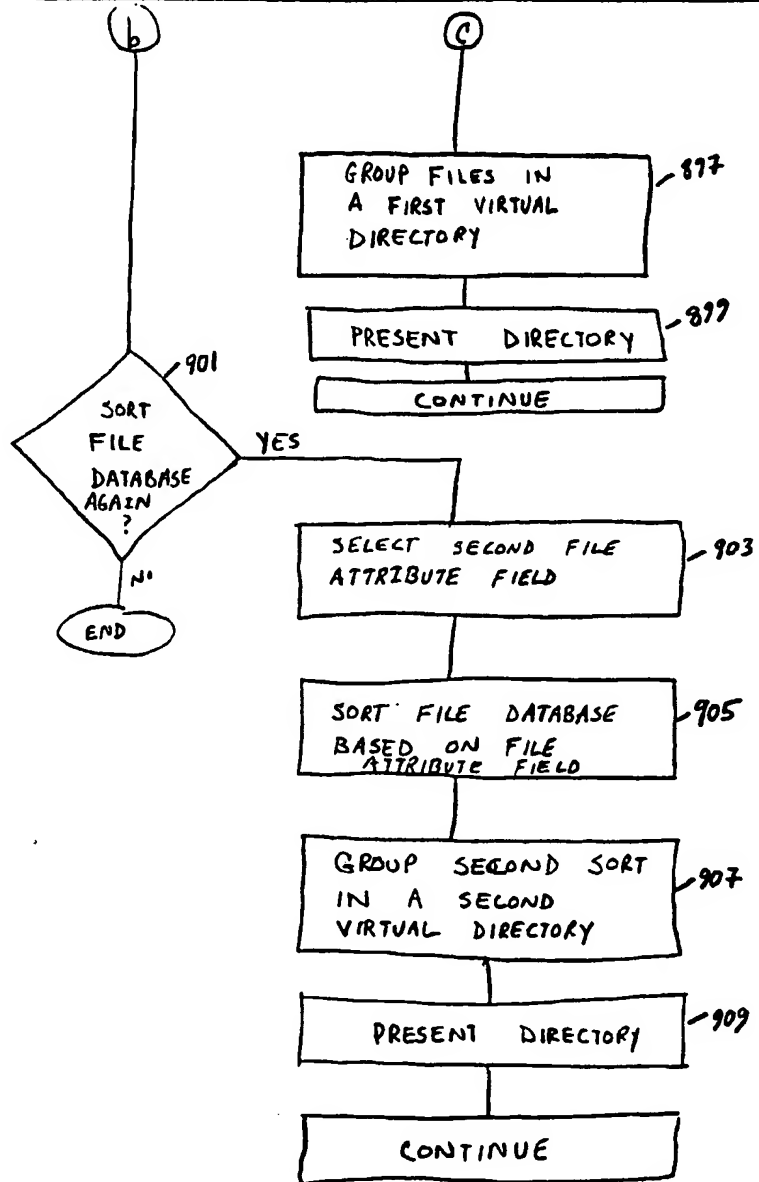 b
C
GROUP FILES IN
A FIRST VIRTUAL
DIRECTORY
897
PRESENT DIRECTORY
899
CONTINUE
901
SORT
FILE
DATABASE
AGAIN
?
YES
NO
END
SELECT SECOND FILE
ATTRIBUTE FIELD
903
SORT FILE DATABASE
BASED ON FILE
ATTRIBUTE FIELD
905
GROUP SECOND SORT
IN A SECOND
VIRTUAL DIRECTORY
907
PRESENT DIRECTORY
909
CONTINUE